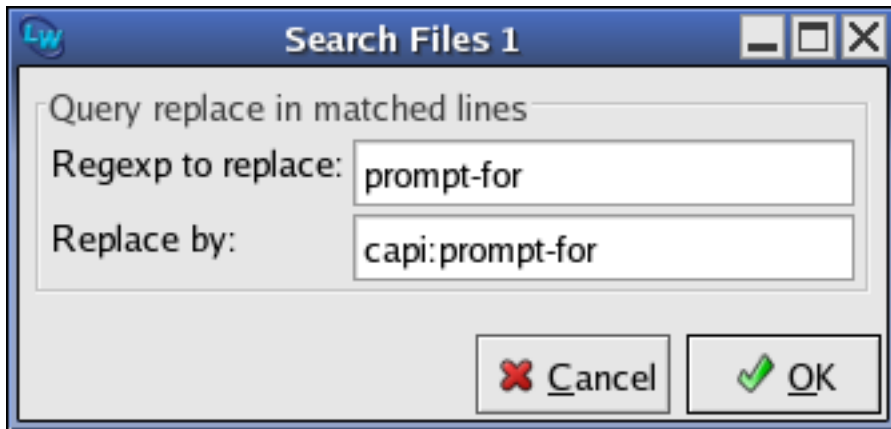 LW Search Files 1
Query replace in matched lines
Regexp to replace: prompt-for
Replace by: capi:prompt-for
Cancel OK